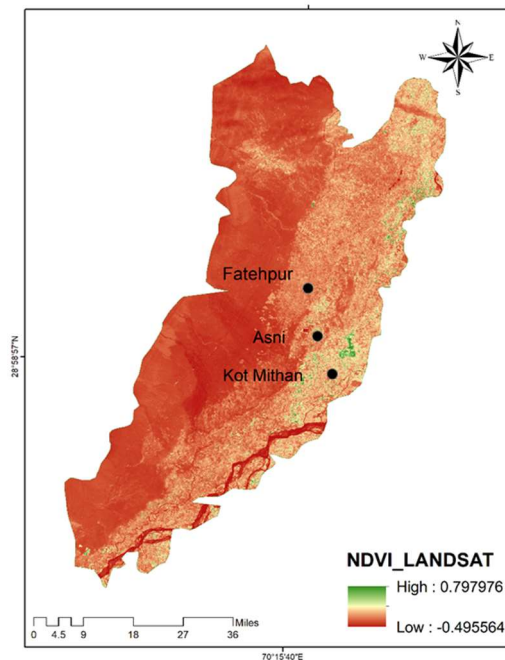 N
W E
S
Fatehpur
Asni
28°58'57"N
Kot Mithan
NDVI_LANDSAT
High : 0.797976
Low : -0.495564
Miles
0 4.5 9 18 27 36
70°15'40"E